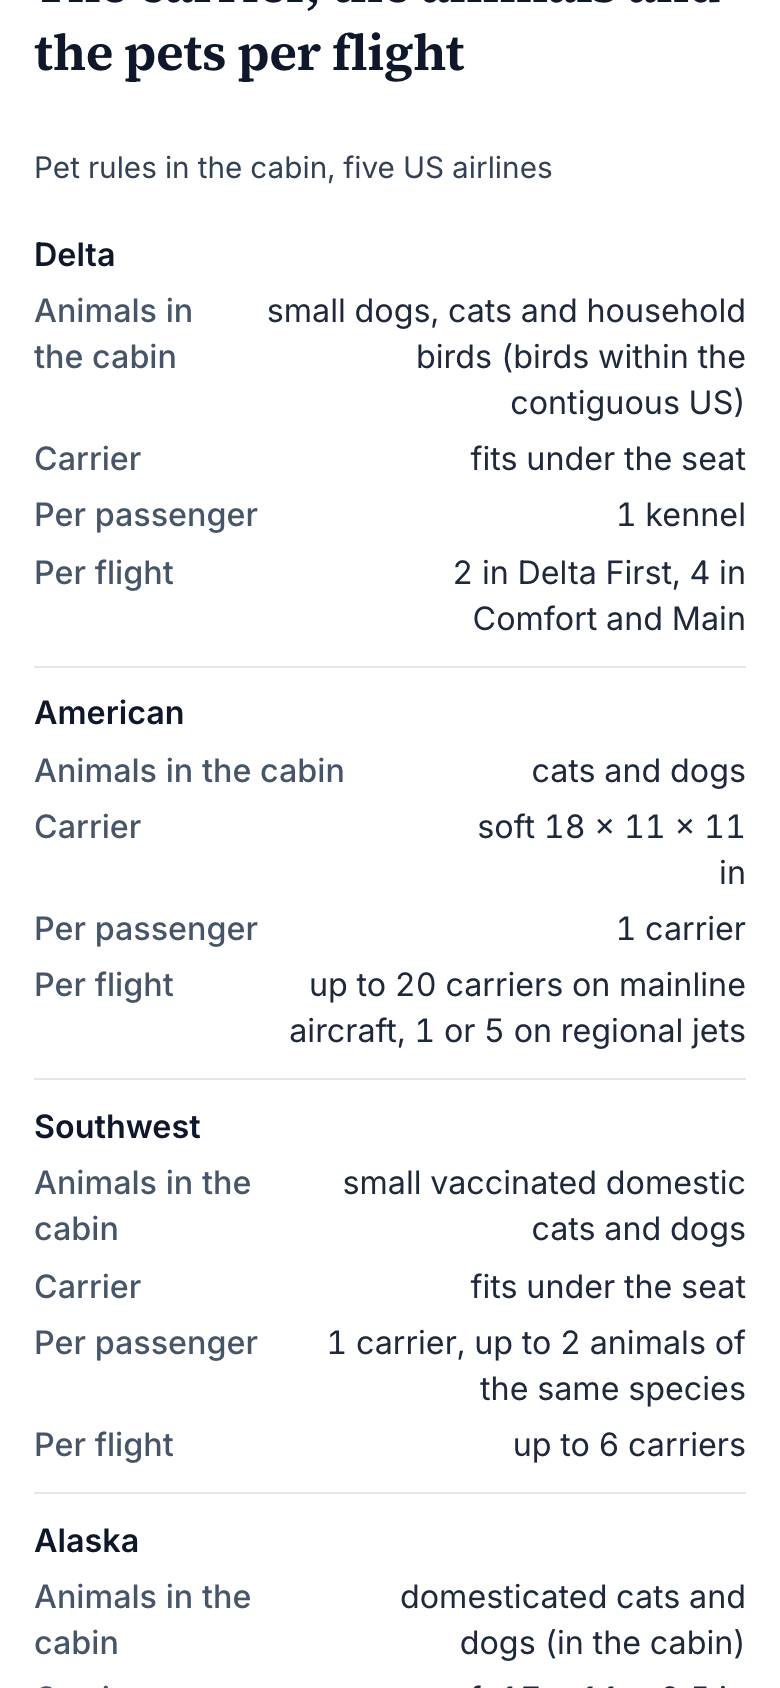 the pets per flight
Pet rules in the cabin, five US airlines
Delta
Animals in the cabin
small dogs, cats and household birds (birds within the contiguous US)
Carrier
fits under the seat
Per passenger
1 kennel
Per flight
2 in Delta First, 4 in Comfort and Main
American
Animals in the cabin
cats and dogs
Carrier
soft 18 × 11 × 11 in
Per passenger
1 carrier
Per flight
up to 20 carriers on mainline aircraft, 1 or 5 on regional jets
Southwest
Animals in the cabin
small vaccinated domestic cats and dogs
Carrier
fits under the seat
Per passenger
1 carrier, up to 2 animals of the same species
Per flight
up to 6 carriers
Alaska
Animals in the cabin
domesticated cats and dogs (in the cabin)